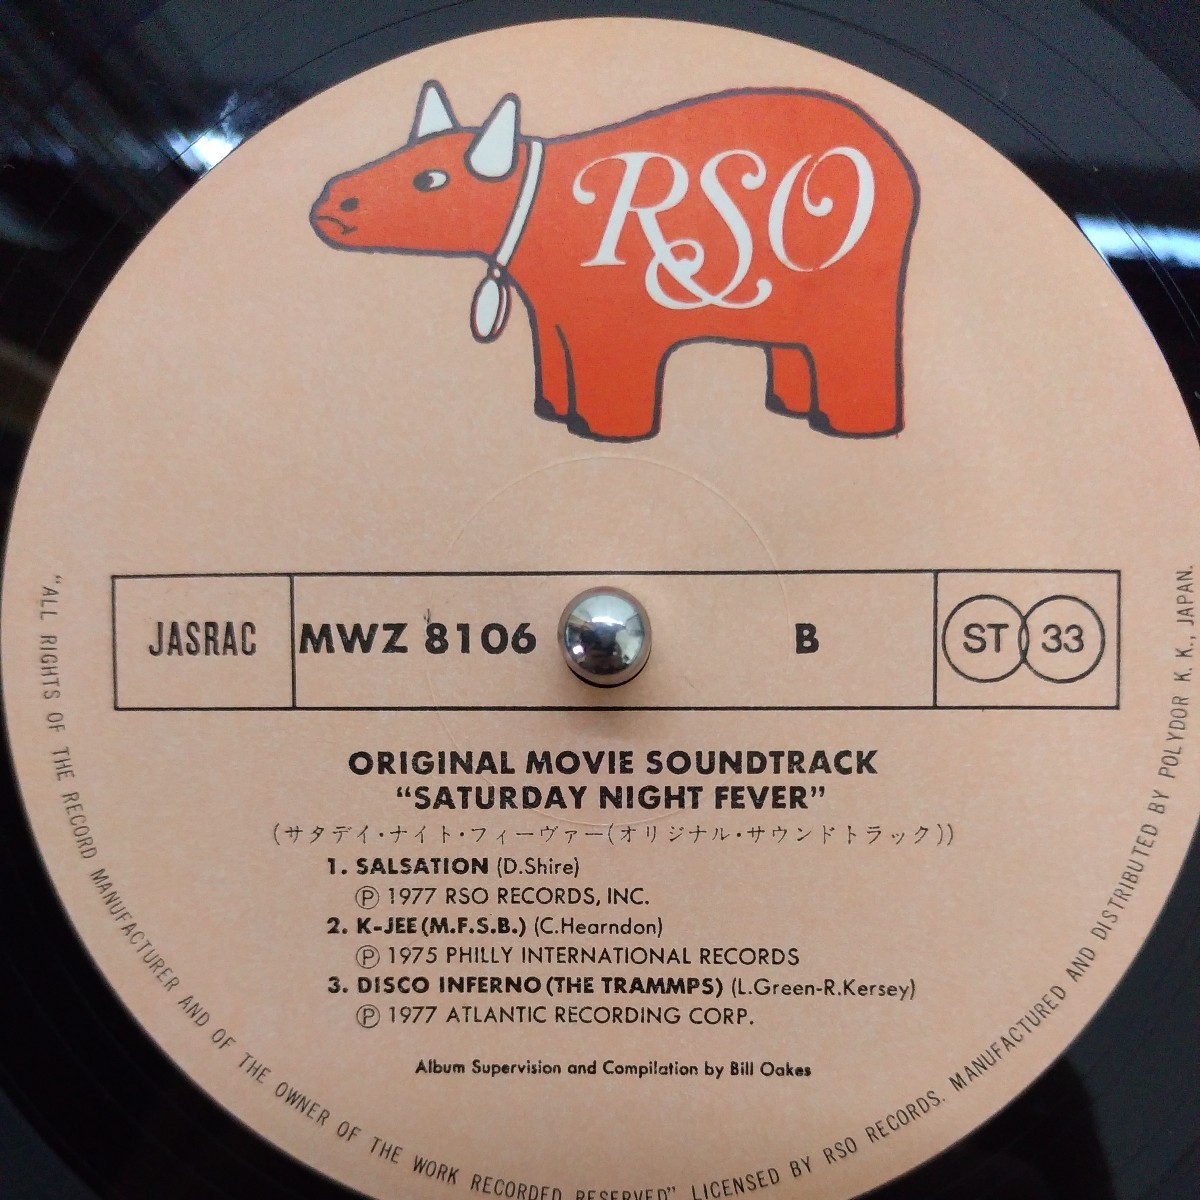 RSO
JASRAC MWZ 8106 B ST 33
ORIGINAL MOVIE SOUNDTRACK
“SATURDAY NIGHT FEVER”
(サタデイ・ナイト・フィーヴァー(オリジナル・サウンドトラック))
1. SALSATION (D.Shire)
Ⓟ 1977 RSO RECORDS, INC.
2. K-JEE (M.F.S.B.) (C.Hearndon)
Ⓟ 1975 PHILLY INTERNATIONAL RECORDS
3. DISCO INFERNO (THE TRAMMPS) (L.Green-R.Kersey)
Ⓟ 1977 ATLANTIC RECORDING CORP.
Album Supervision and Compilation by Bill Oakes
“ALL RIGHTS OF THE RECORD MANUFACTURER AND OF THE OWNER OF THE WORK RECORDED RESERVED” LICENSED BY RSO RECORDS. MANUFACTURED AND DISTRIBUTED BY POLYDOR K. K., JAPAN.